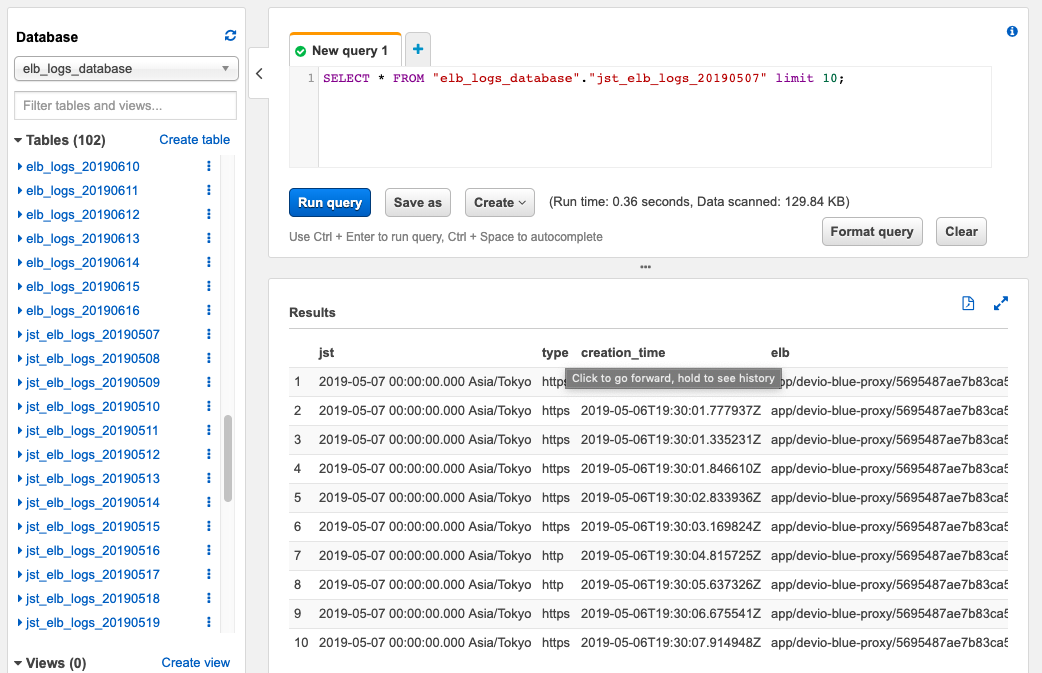 Database
elb_logs_database
Filter tables and views...
Tables (102) Create table
elb_logs_20190610
elb_logs_20190611
elb_logs_20190612
elb_logs_20190613
elb_logs_20190614
elb_logs_20190615
elb_logs_20190616
jst_elb_logs_20190507
jst_elb_logs_20190508
jst_elb_logs_20190509
jst_elb_logs_20190510
jst_elb_logs_20190511
jst_elb_logs_20190512
jst_elb_logs_20190513
jst_elb_logs_20190514
jst_elb_logs_20190515
jst_elb_logs_20190516
jst_elb_logs_20190517
jst_elb_logs_20190518
jst_elb_logs_20190519
Views (0) Create view
New query 1 +
1 SELECT * FROM "elb_logs_database"."jst_elb_logs_20190507" limit 10;
Run query Save as Create (Run time: 0.36 seconds, Data scanned: 129.84 KB)
Use Ctrl + Enter to run query, Ctrl + Space to autocomplete
Format query Clear
Results
jst type creation_time elb
1 2019-05-07 00:00:00.000 Asia/Tokyo https
Click to go forward, hold to see history
/devio-blue-proxy/5695487ae7b83ca5
2 2019-05-07 00:00:00.000 Asia/Tokyo https 2019-05-06T19:30:01.777937Z app/devio-blue-proxy/5695487ae7b83ca5
3 2019-05-07 00:00:00.000 Asia/Tokyo https 2019-05-06T19:30:01.335231Z app/devio-blue-proxy/5695487ae7b83ca5
4 2019-05-07 00:00:00.000 Asia/Tokyo https 2019-05-06T19:30:01.846610Z app/devio-blue-proxy/5695487ae7b83ca5
5 2019-05-07 00:00:00.000 Asia/Tokyo https 2019-05-06T19:30:02.833936Z app/devio-blue-proxy/5695487ae7b83ca5
6 2019-05-07 00:00:00.000 Asia/Tokyo https 2019-05-06T19:30:03.169824Z app/devio-blue-proxy/5695487ae7b83ca5
7 2019-05-07 00:00:00.000 Asia/Tokyo http 2019-05-06T19:30:04.815725Z app/devio-blue-proxy/5695487ae7b83ca5
8 2019-05-07 00:00:00.000 Asia/Tokyo http 2019-05-06T19:30:05.637326Z app/devio-blue-proxy/5695487ae7b83ca5
9 2019-05-07 00:00:00.000 Asia/Tokyo https 2019-05-06T19:30:06.675541Z app/devio-blue-proxy/5695487ae7b83ca5
10 2019-05-07 00:00:00.000 Asia/Tokyo https 2019-05-06T19:30:07.914948Z app/devio-blue-proxy/5695487ae7b83ca5